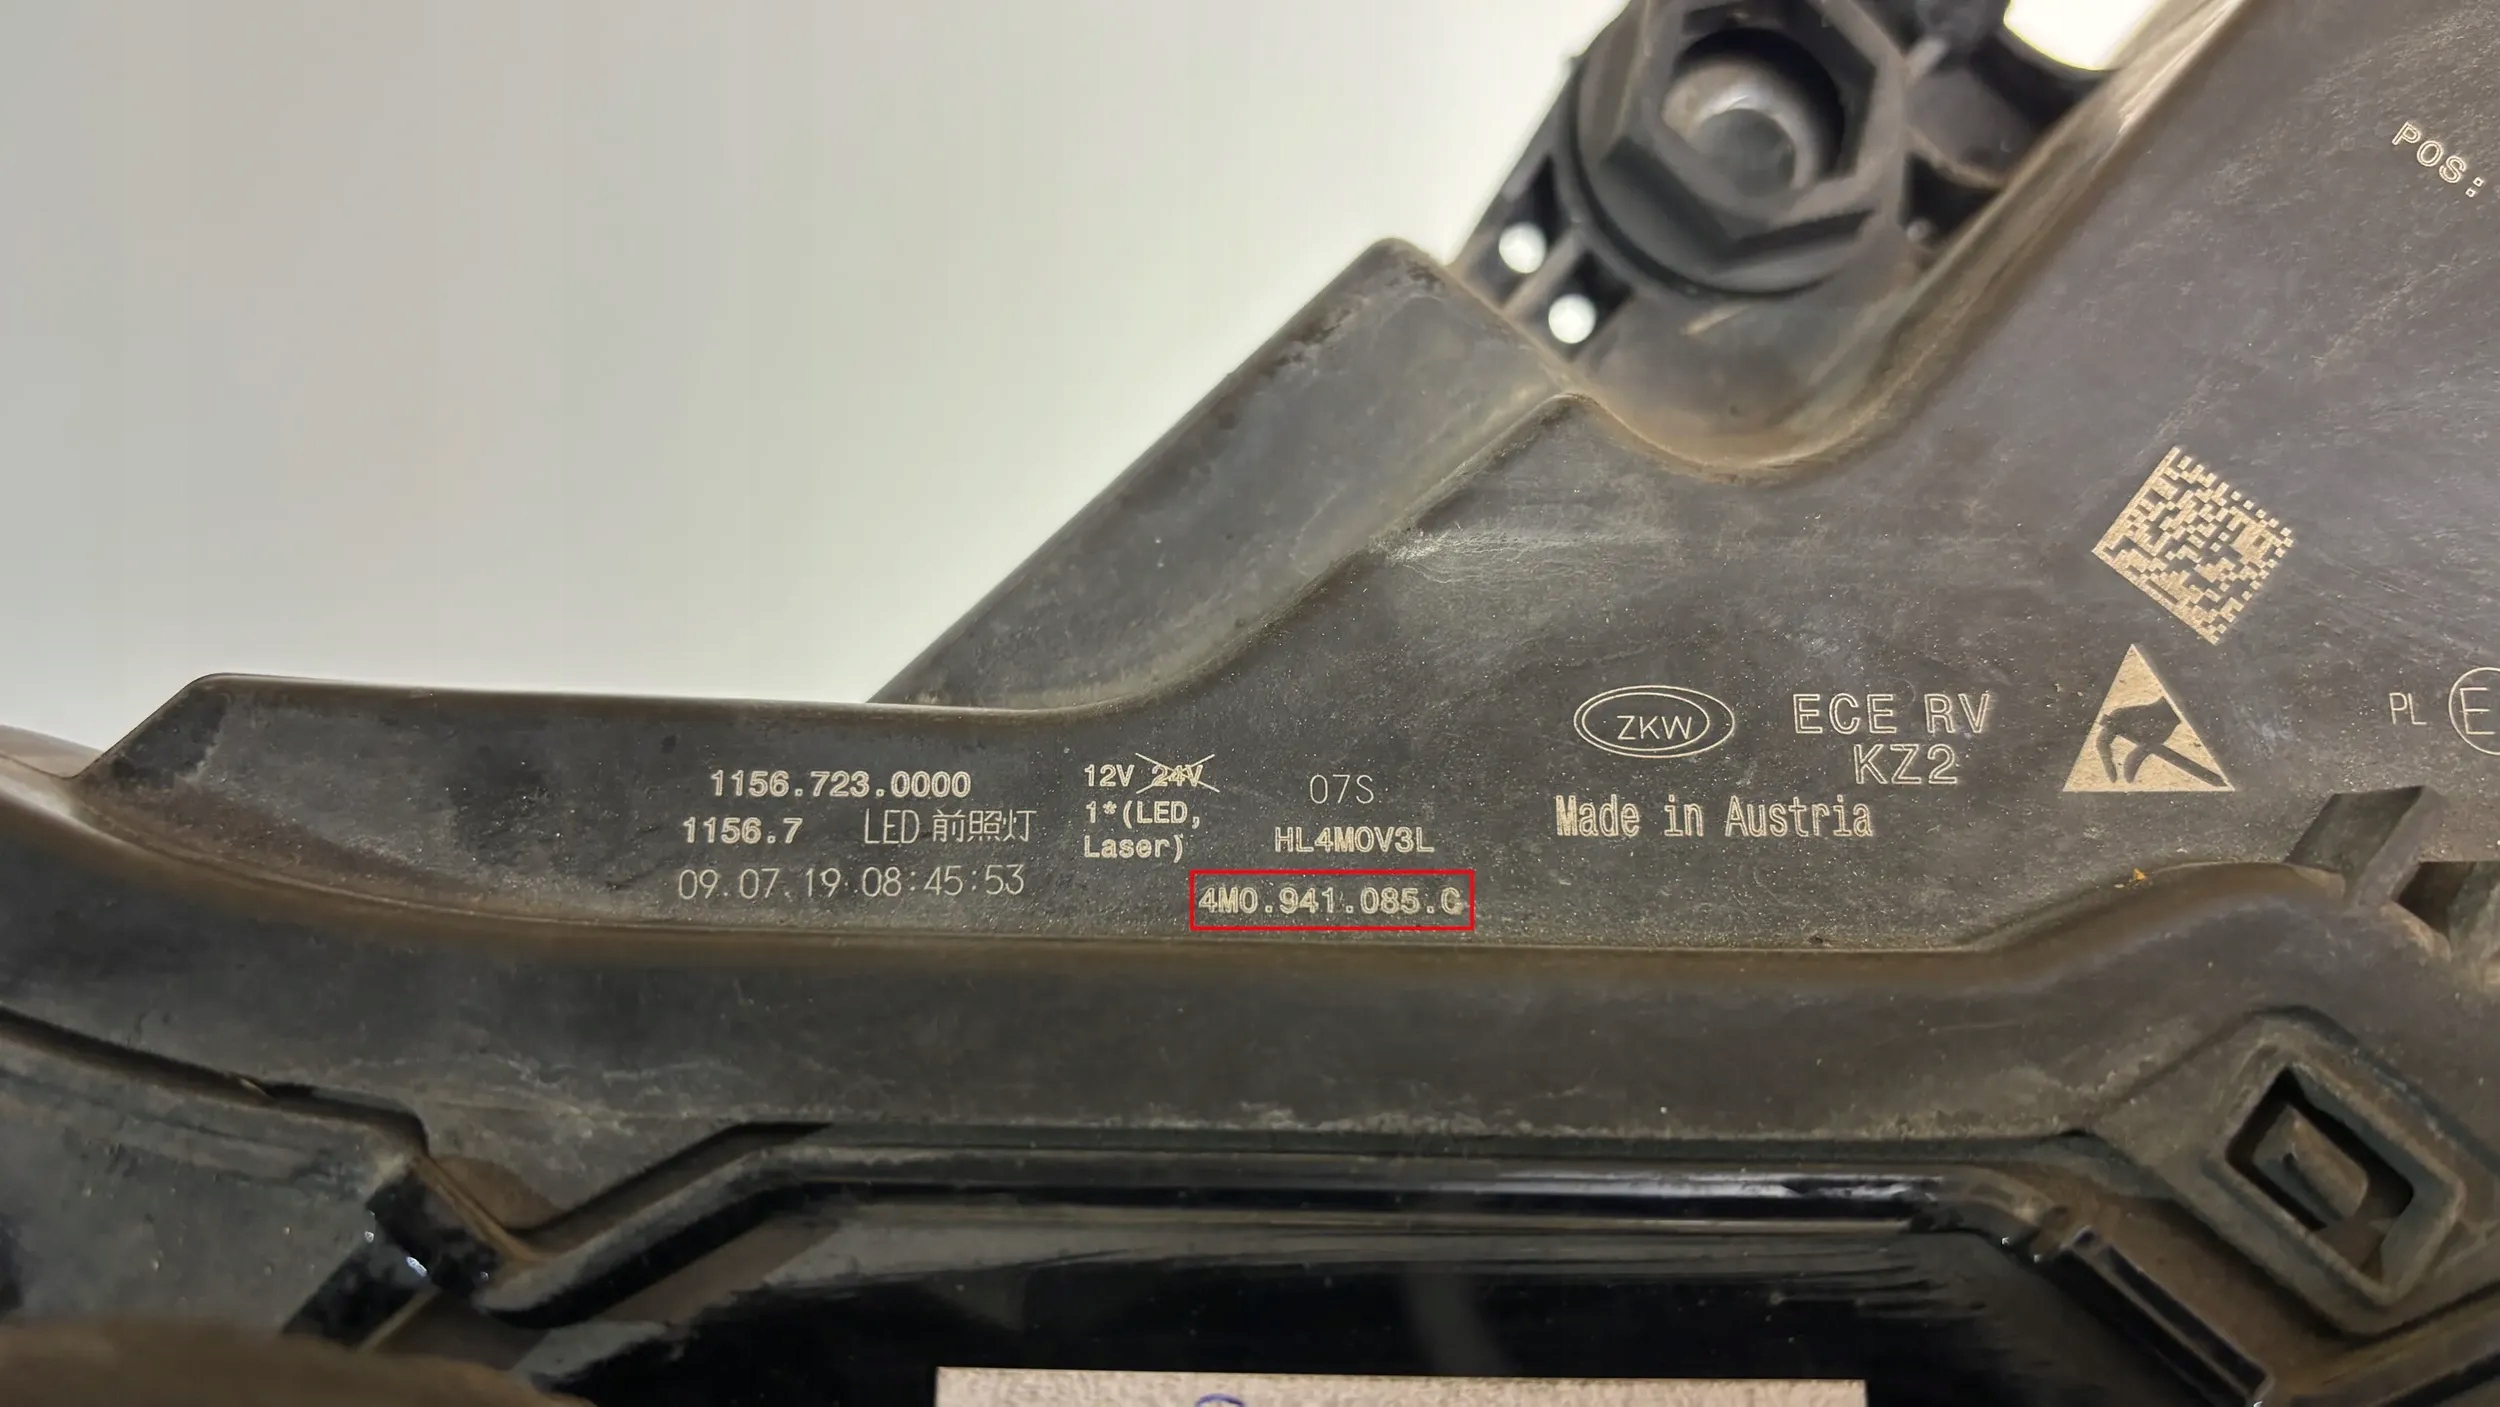 POS:
1156.723.0000
1156.7 LED 前照灯
09.07.19 08:45:53
12V 24V
1*(LED,
Laser)
07S
HL4M0V3L
4M0.941.085.C
ZKW
ECE RV
KZ2
Made in Austria
PL E